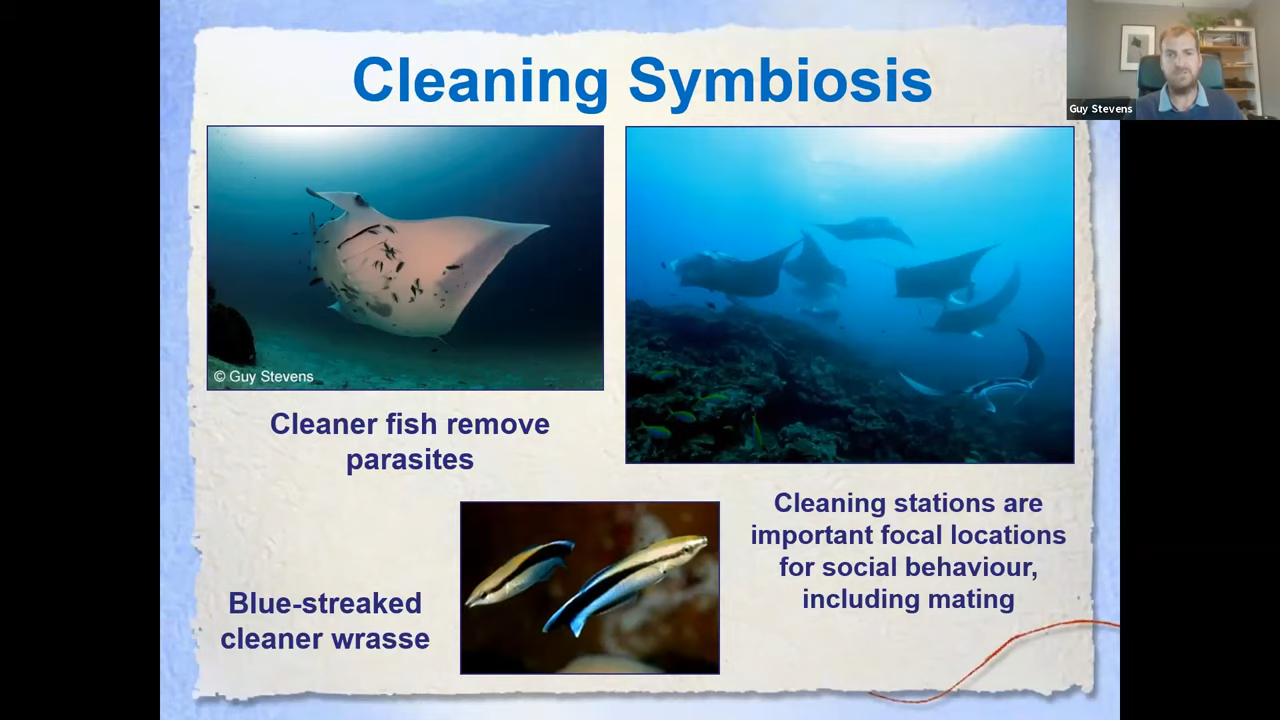 Cleaning Symbiosis
Guy Stevens
© Guy Stevens
Cleaner fish remove
parasites
Cleaning stations are
important focal locations
for social behaviour,
including mating
Blue-streaked
cleaner wrasse